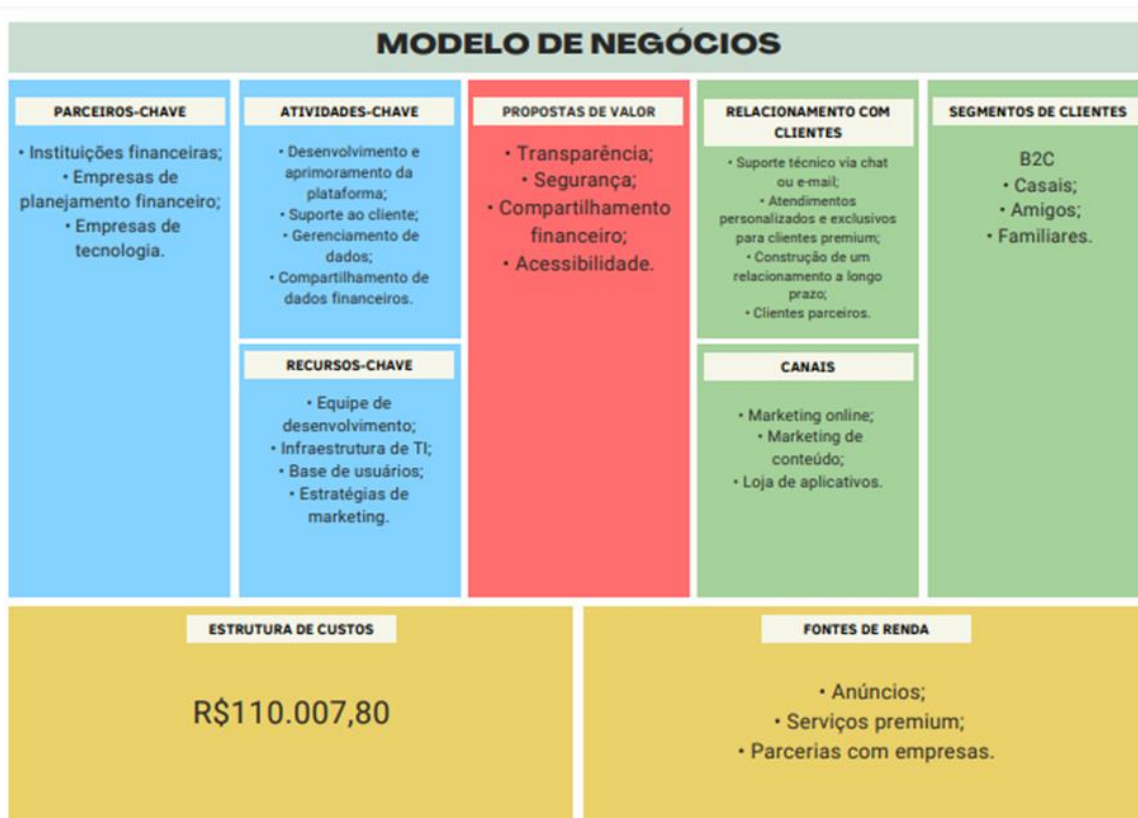 MODELO DE NEGÓCIOS
PARCEIROS-CHAVE
• Instituições financeiras;
• Empresas de
planejamento financeiro;
• Empresas de
tecnologia.
ATIVIDADES-CHAVE
• Desenvolvimento e
aprimoramento da
plataforma;
• Suporte ao cliente;
• Gerenciamento de
dados;
• Compartilhamento de
dados financeiros.
RECURSOS-CHAVE
• Equipe de
desenvolvimento;
• Infraestrutura de TI;
• Base de usuários;
• Estratégias de
marketing.
PROPOSTAS DE VALOR
• Transparência;
• Segurança;
• Compartilhamento
financeiro;
• Acessibilidade.
RELACIONAMENTO COM
CLIENTES
• Suporte técnico via chat
ou e-mail;
• Atendimentos
personalizados e exclusivos
para clientes premium;
• Construção de um
relacionamento a longo
prazo;
• Clientes parceiros.
CANAIS
• Marketing online;
• Marketing de
conteúdo;
• Loja de aplicativos.
SEGMENTOS DE CLIENTES
B2C
• Casais;
• Amigos;
• Familiares.
ESTRUTURA DE CUSTOS
R$110.007,80
FONTES DE RENDA
• Anúncios;
• Serviços premium;
• Parcerias com empresas.